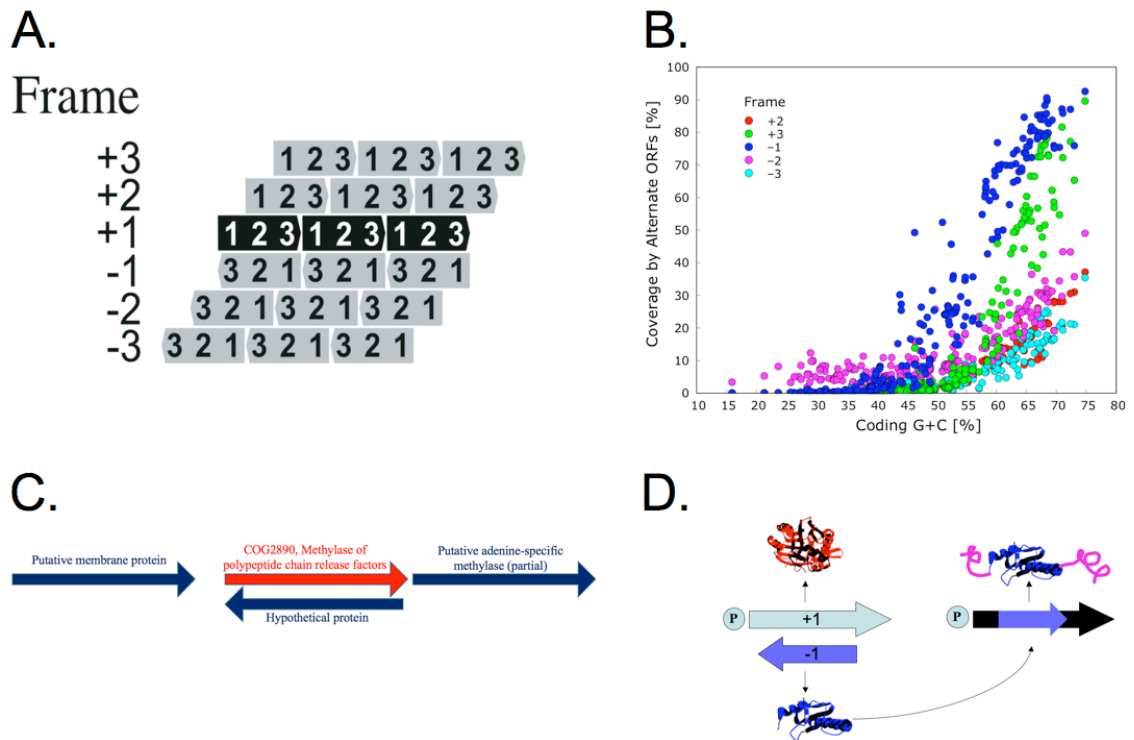 A.
Frame
+3 1 2 3 1 2 3 1 2 3
+2 1 2 3 1 2 3 1 2 3
+1 1 2 3 1 2 3 1 2 3
-1 3 2 1 3 2 1 3 2 1
-2 3 2 1 3 2 1 3 2 1
-3 3 2 1 3 2 1 3 2 1
B.
Coverage by Alternate ORFs [%]
100
90
80
70
60
50
40
30
20
10
0
Frame
+2
+3
−1
−2
−3
10 15 20 25 30 35 40 45 50 55 60 65 70 75 80
Coding G+C [%]
C.
Putative membrane protein
COG2890, Methylase of
polypeptide chain release factors
Putative adenine-specific
methylase (partial)
Hypothetical protein
D.
P
+1
-1
P